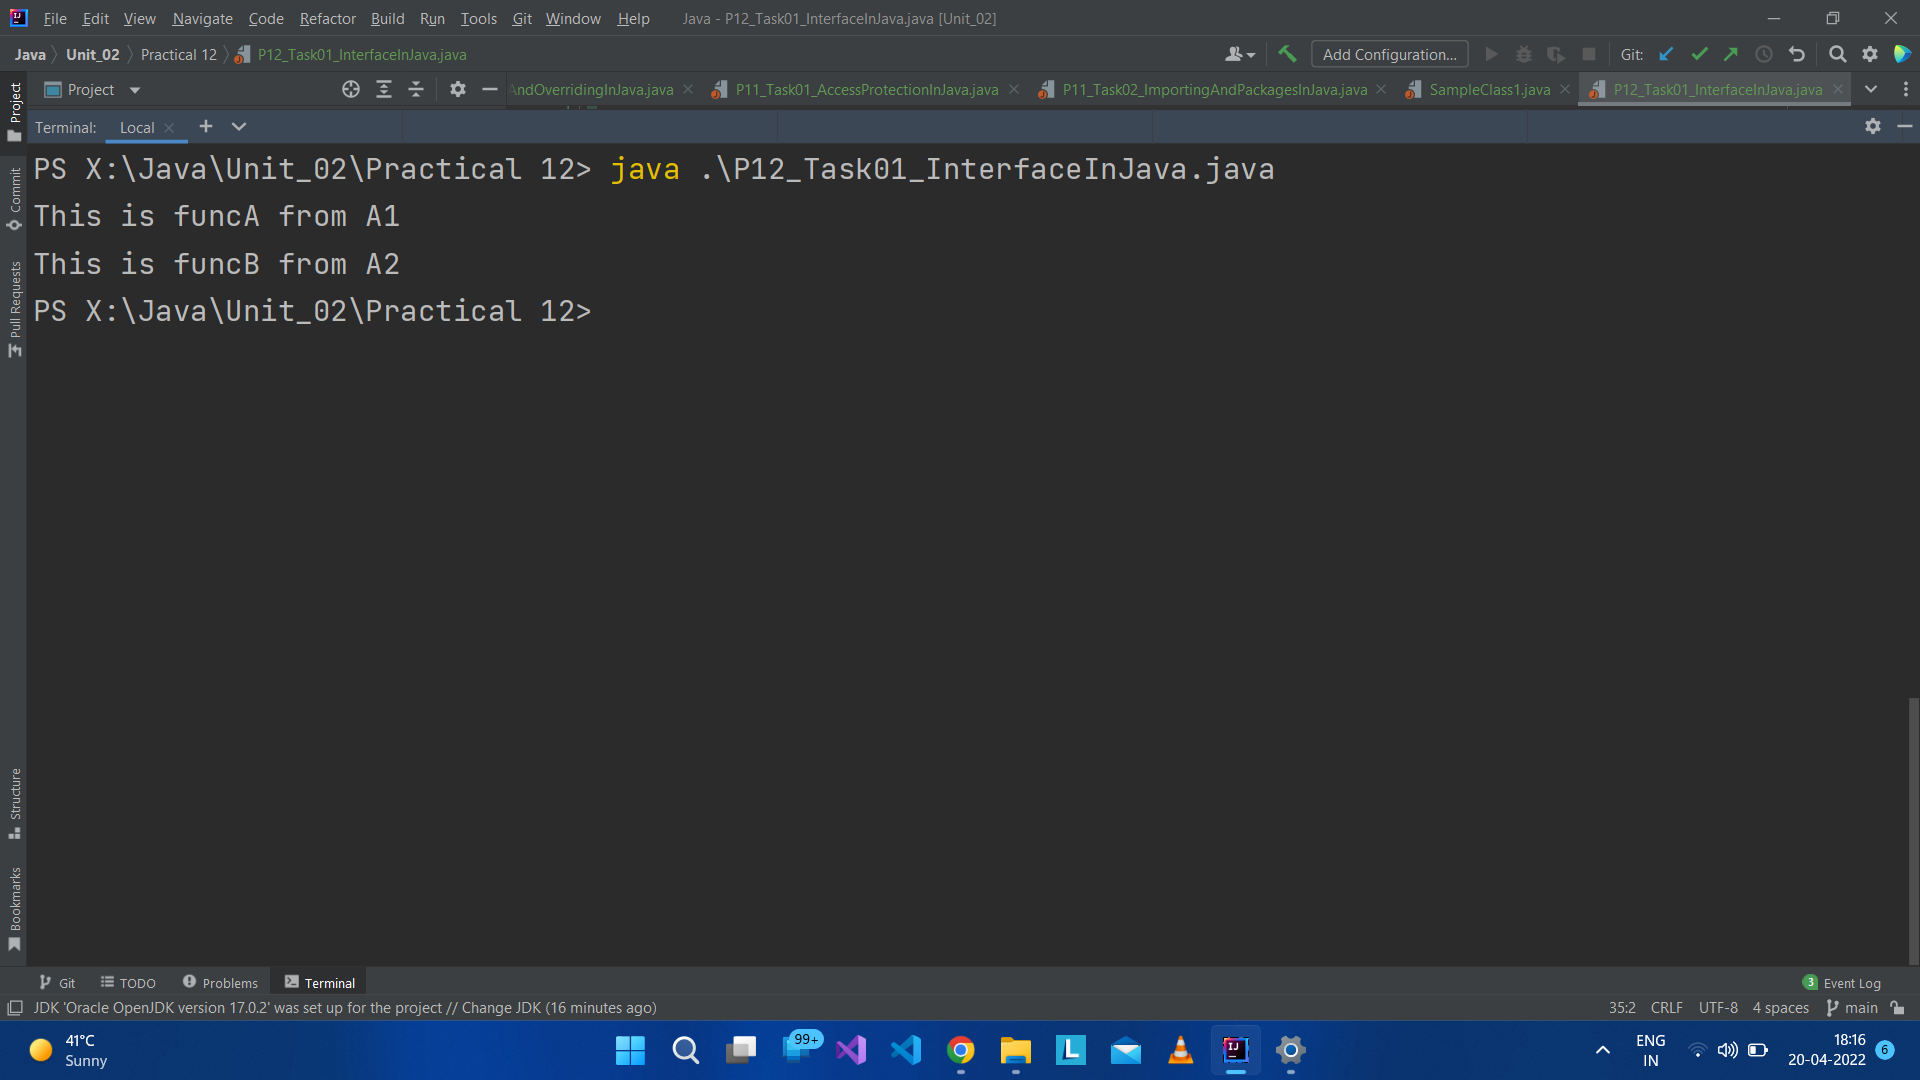 File Edit View Navigate Code Refactor Build Run Tools Git Window Help Java - P12_Task01_InterfaceInJava.java [Unit_02]
Java Unit_02 Practical 12 P12_Task01_InterfaceInJava.java Add Configuration... Git:
Project AndOverridingInJava.java P11_Task01_AccessProtectionInJava.java P11_Task02_ImportingAndPackagesInJava.java SampleClass1.java P12_Task01_InterfaceInJava.java
Terminal: Local
PS X:\Java\Unit_02\Practical 12> java .\P12_Task01_InterfaceInJava.java
This is funcA from A1
This is funcB from A2
PS X:\Java\Unit_02\Practical 12>
Project
Commit
Pull Requests
Structure
Bookmarks
Git TODO Problems Terminal 3 Event Log
JDK 'Oracle OpenJDK version 17.0.2' was set up for the project // Change JDK (16 minutes ago) 35:2 CRLF UTF-8 4 spaces main
41°C
Sunny
99+
L
IJ
ENG
IN
18:16
20-04-2022
6